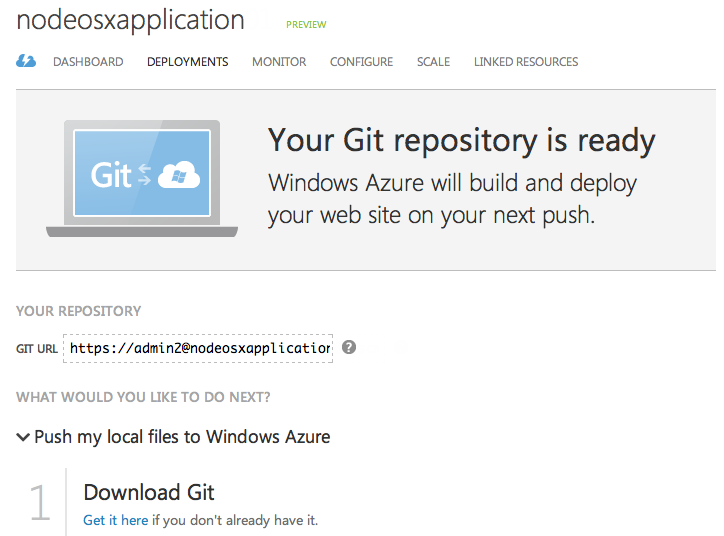 nodeosxapplication PREVIEW
DASHBOARD DEPLOYMENTS MONITOR CONFIGURE SCALE LINKED RESOURCES
Git
Your Git repository is ready
Windows Azure will build and deploy
your web site on your next push.
YOUR REPOSITORY
GIT URL https://admin2@nodeosxapplication ?
WHAT WOULD YOU LIKE TO DO NEXT?
Push my local files to Windows Azure
1 Download Git
Get it here if you don't already have it.